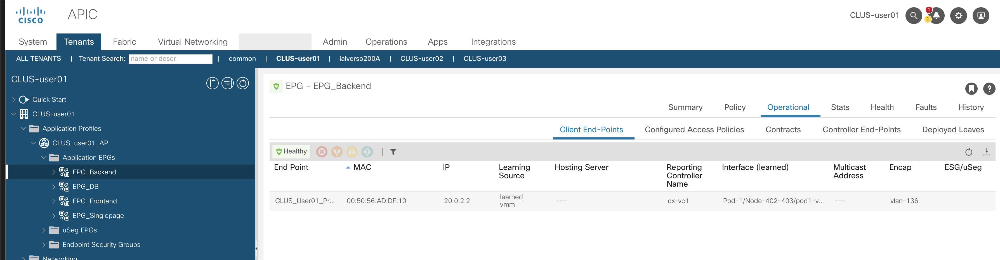 CISCO
APIC
CLUS-user01
1
1
System
Tenants
Fabric
Virtual Networking
L4-L7 Services
Admin
Operations
Apps
Integrations
ALL TENANTS | Tenant Search: name or descr | common | CLUS-user01 | ialverso200A | CLUS-user02 | CLUS-user03
CLUS-user01
Quick Start
CLUS-user01
Application Profiles
CLUS_user01_AP
Application EPGs
EPG_Backend
EPG_DB
EPG_Frontend
EPG_Singlepage
uSeg EPGs
Endpoint Security Groups
Networking
EPG - EPG_Backend
?
Summary
Policy
Operational
Stats
Health
Faults
History
Client End-Points
Configured Access Policies
Contracts
Controller End-Points
Deployed Leaves
Healthy
End Point
MAC
IP
Learning
Source
Hosting Server
Reporting
Controller
Name
Interface (learned)
Multicast
Address
Encap
ESG/uSeg
CLUS_User01_Pr...
00:50:56:AD:DF:10
20.0.2.2
learned
vmm
---
cx-vc1
Pod-1/Node-402-403/pod1-v...
---
vlan-136